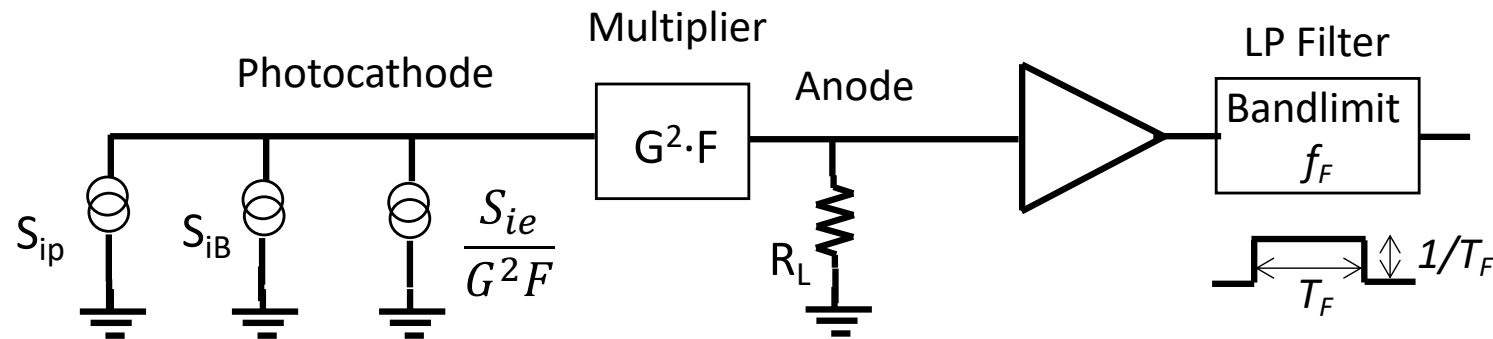 Photocathode
Multiplier
Anode
LP Filter
G²·F
Bandlimit
f_F
S_ip
S_iB
S_ie
G²F
R_L
1/T_F
T_F